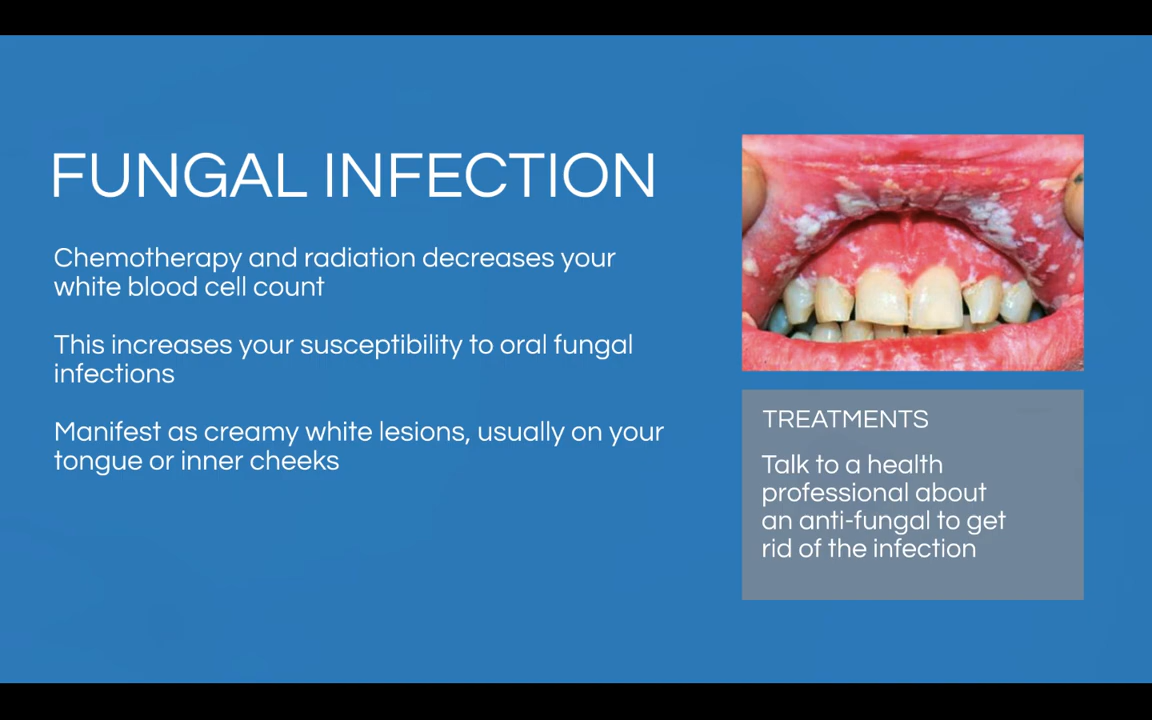 FUNGAL INFECTION
Chemotherapy and radiation decreases your
white blood cell count
This increases your susceptibility to oral fungal
infections
Manifest as creamy white lesions, usually on your
tongue or inner cheeks
TREATMENTS
Talk to a health
professional about
an anti-fungal to get
rid of the infection